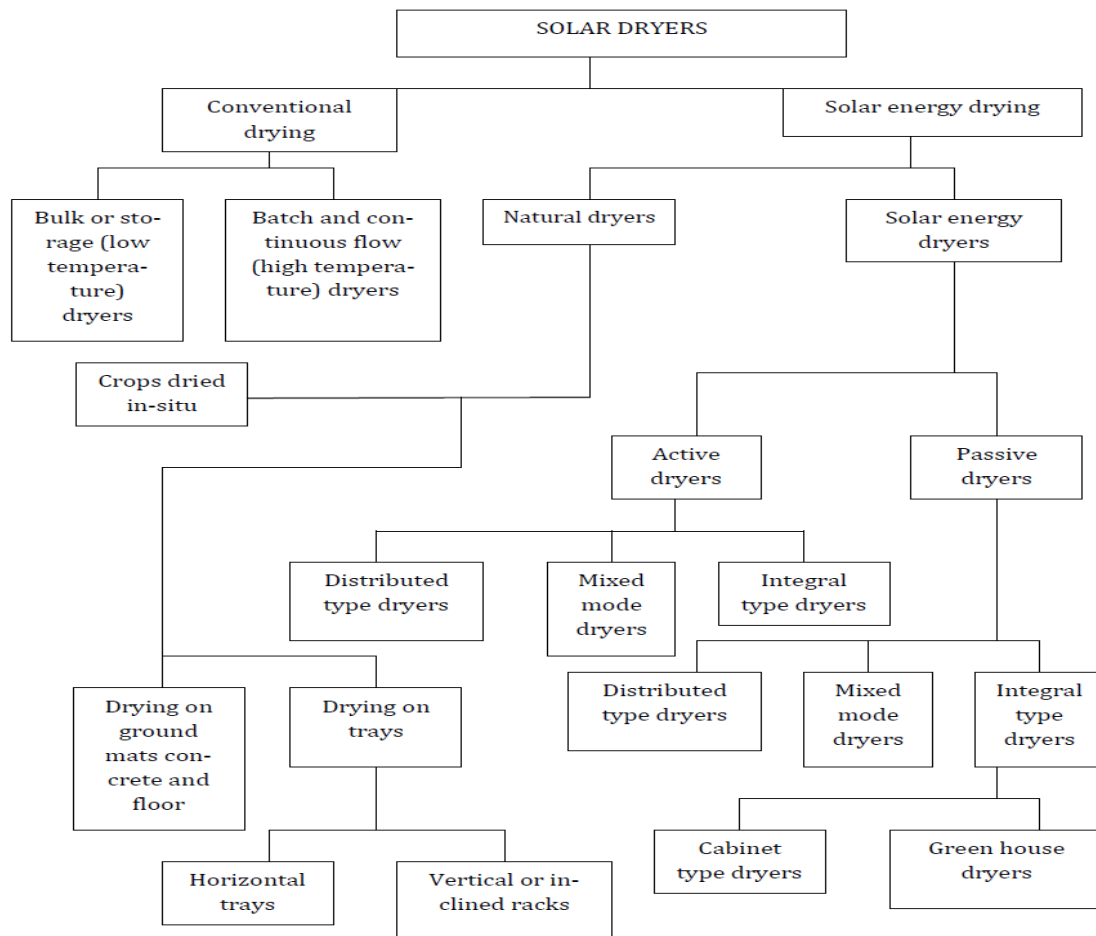 SOLAR DRYERS
Conventional
drying
Solar energy drying
Bulk or sto-
rage (low
tempera-
ture)
dryers
Batch and con-
tinuous flow
(high tempera-
ture) dryers
Natural dryers
Solar energy
dryers
Crops dried
in-situ
Active
dryers
Passive
dryers
Distributed
type dryers
Mixed
mode
dryers
Integral
type dryers
Distributed
type dryers
Mixed
mode
dryers
Integral
type
dryers
Drying on
ground
mats con-
crete and
floor
Drying on
trays
Cabinet
type dryers
Green house
dryers
Horizontal
trays
Vertical or in-
clined racks